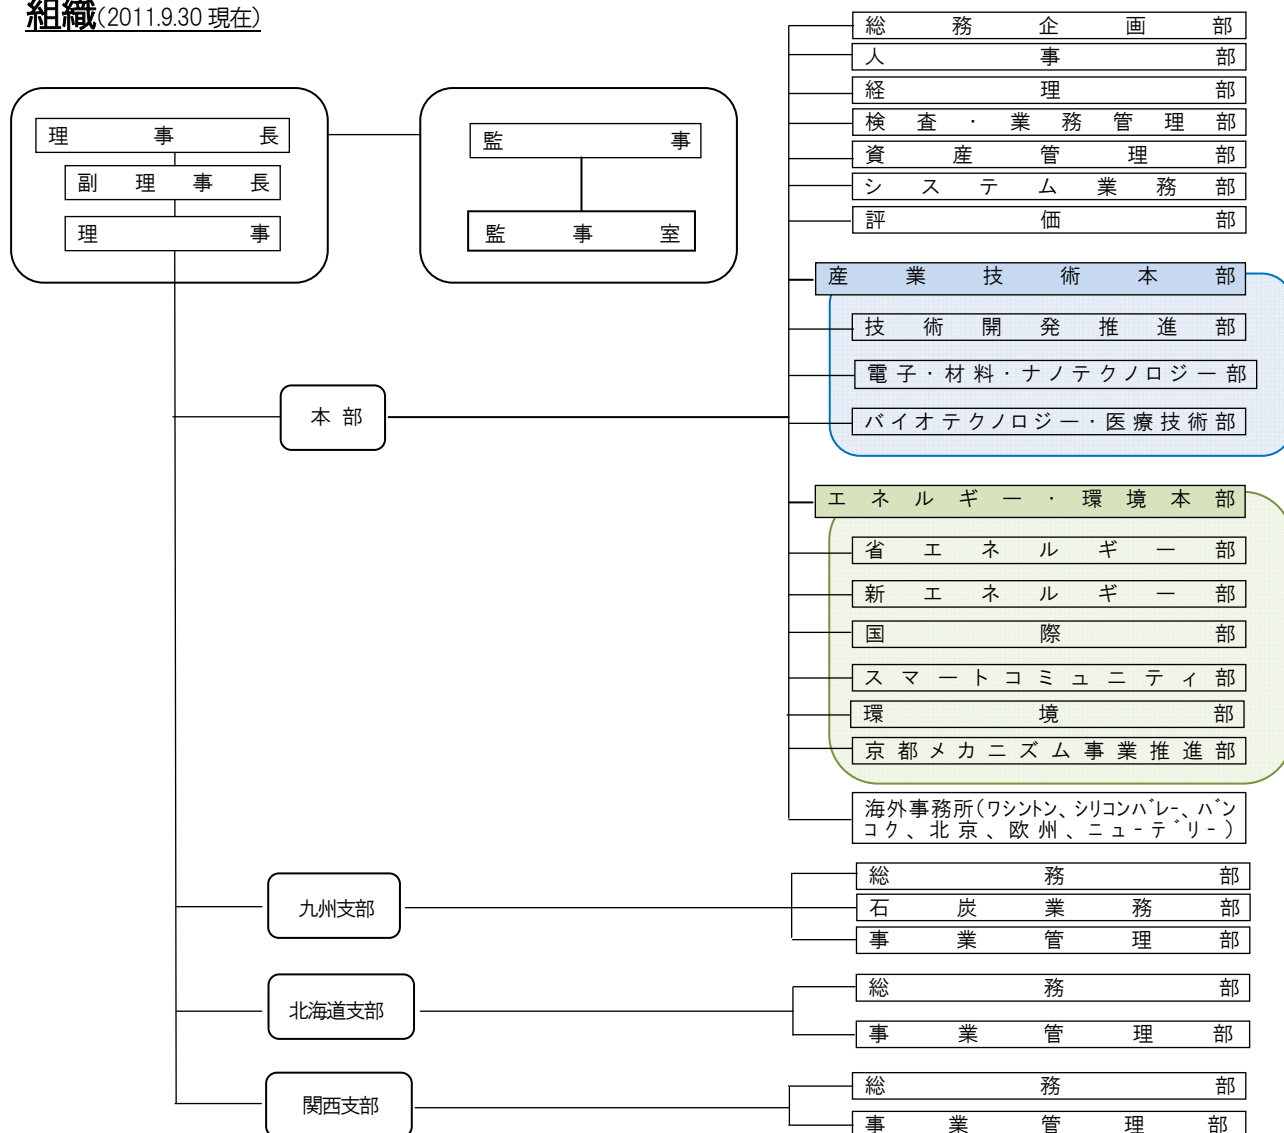 組織(2011.9.30 現在)
理事長
副理事長
理事
監事
監事室
本部
総務企画部
人事部
経理部
検査・業務管理部
資産管理部
システム業務部
評価部
産業技術本部
技術開発推進部
電子・材料・ナノテクノロジー部
バイオテクノロジー・医療技術部
エネルギー・環境本部
省エネルギー部
新エネルギー部
国際部
スマートコミュニティ部
環境部
京都メカニズム事業推進部
海外事務所(ワシントン、シリコンバレー、バン
コク、北京、欧州、ニューデリー)
九州支部
総務部
石炭業務部
事業管理部
北海道支部
総務部
事業管理部
関西支部
総務部
事業管理部